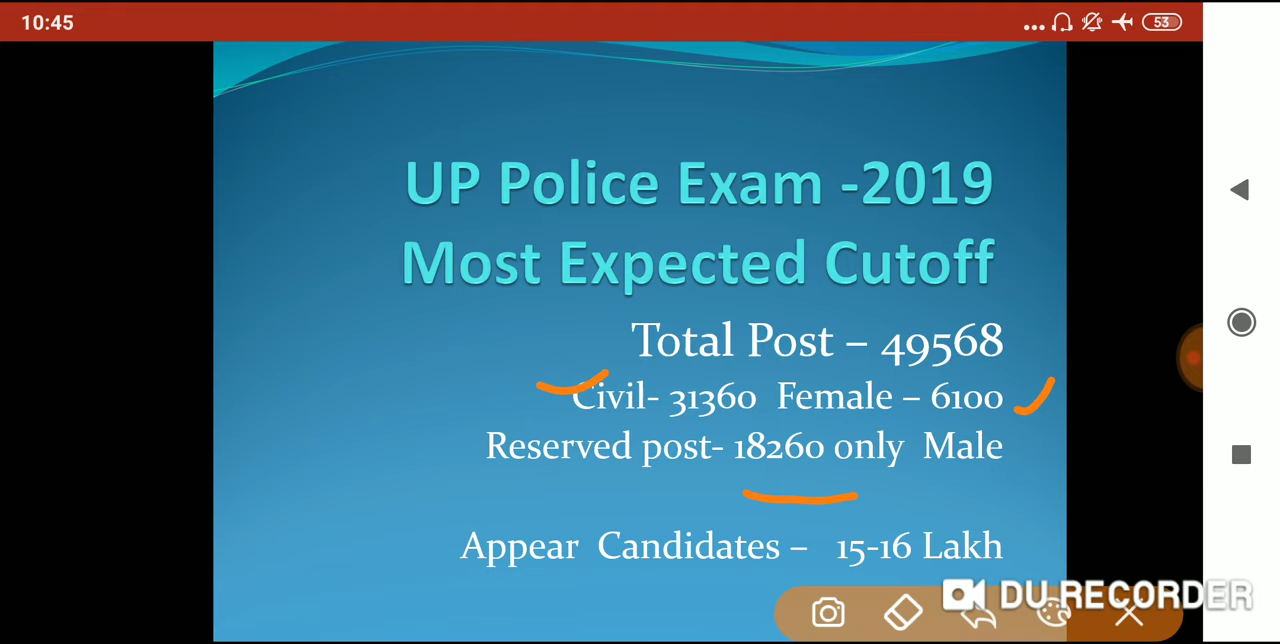 10:45
53
UP Police Exam -2019
Most Expected Cutoff
Total Post – 49568
Civil- 31360 Female – 6100
Reserved post- 18260 only Male
Appear Candidates – 15-16 Lakh
DU RECORDER